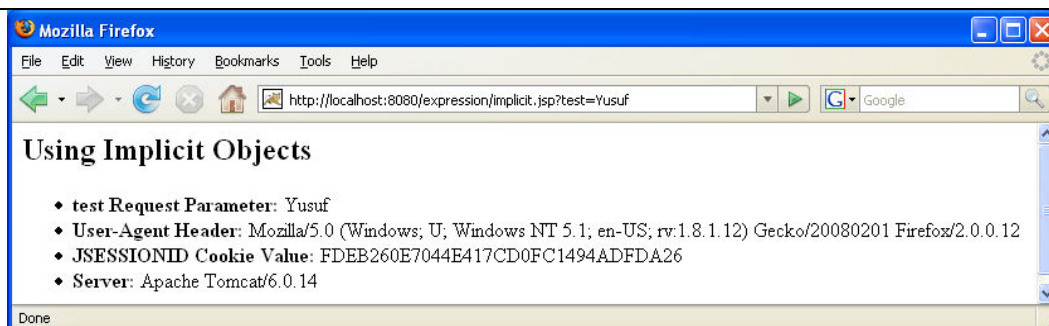 Mozilla Firefox
File Edit View History Bookmarks Tools Help
http://localhost:8080/expression/implicit.jsp?test=Yusuf
G Google
Using Implicit Objects
• test Request Parameter: Yusuf
• User-Agent Header: Mozilla/5.0 (Windows; U; Windows NT 5.1; en-US; rv:1.8.1.12) Gecko/20080201 Firefox/2.0.0.12
• JSESSIONID Cookie Value: FDEB260E7044E417CD0FC1494ADFDA26
• Server: Apache Tomcat/6.0.14
Done